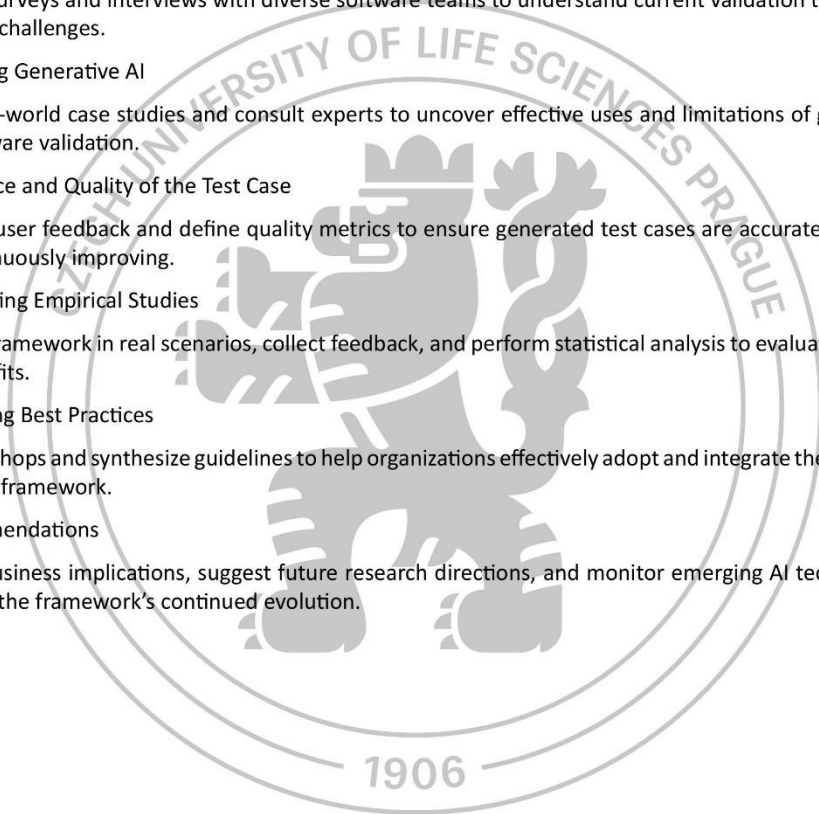 surveys and interviews with diverse software teams to understand current validation
challenges.
g Generative AI
-world case studies and consult experts to uncover effective uses and limitations of
ware validation.
ce and Quality of the Test Case
user feedback and define quality metrics to ensure generated test cases are accurate
nuously improving.
ing Empirical Studies
ramework in real scenarios, collect feedback, and perform statistical analysis to evalua
fits.
ng Best Practices
hops and synthesize guidelines to help organizations effectively adopt and integrate the
framework.
mendations
usiness implications, suggest future research directions, and monitor emerging AI tec
the framework's continued evolution.
CZECH UNIVERSITY OF LIFE SCIENCES PRAGUE
1906